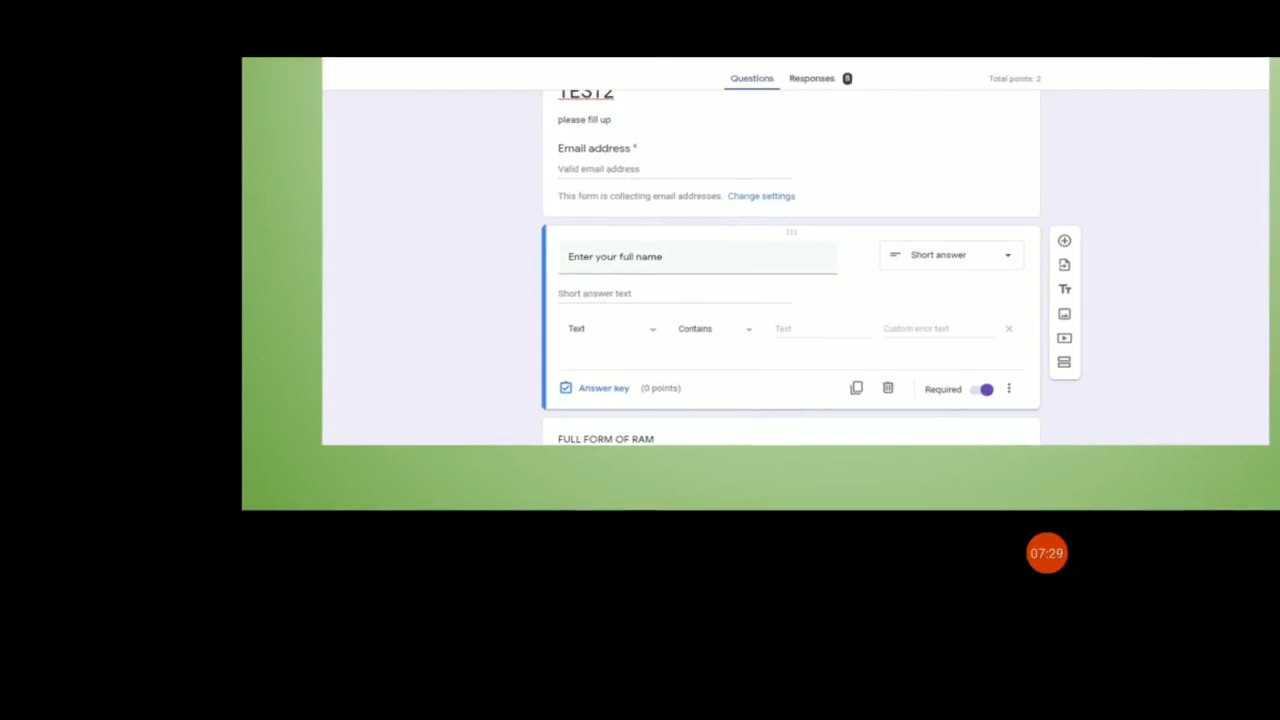 Questions Responses Total points: 2
TEST2
please fill up
Email address *
Valid email address
This form is collecting email addresses. Change settings
Enter your full name Short answer
Short answer text
Text Contains Text Custom error text
Answer key (0 points) Required
FULL FORM OF RAM
07:29